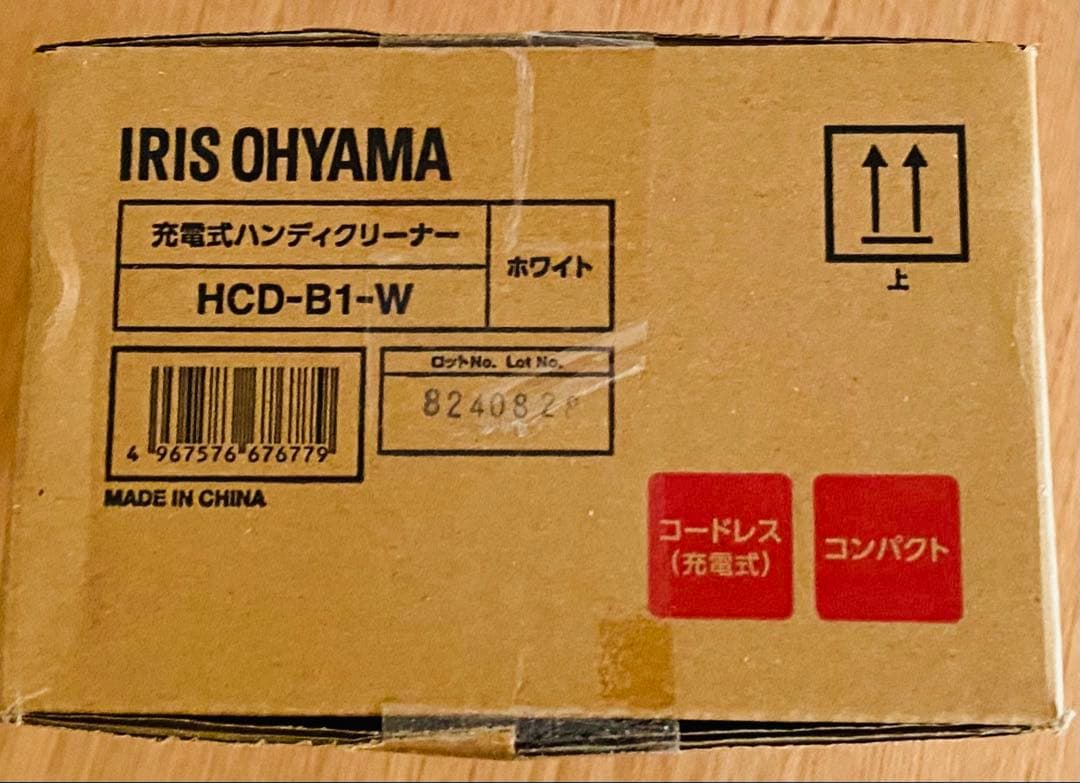 IRIS OHYAMA
充電式ハンディクリーナー
HCD-B1-W
ホワイト
上
ロットNo. Lot No.
4 967576 676779
MADE IN CHINA
コードレス
(充電式)
コンパクト